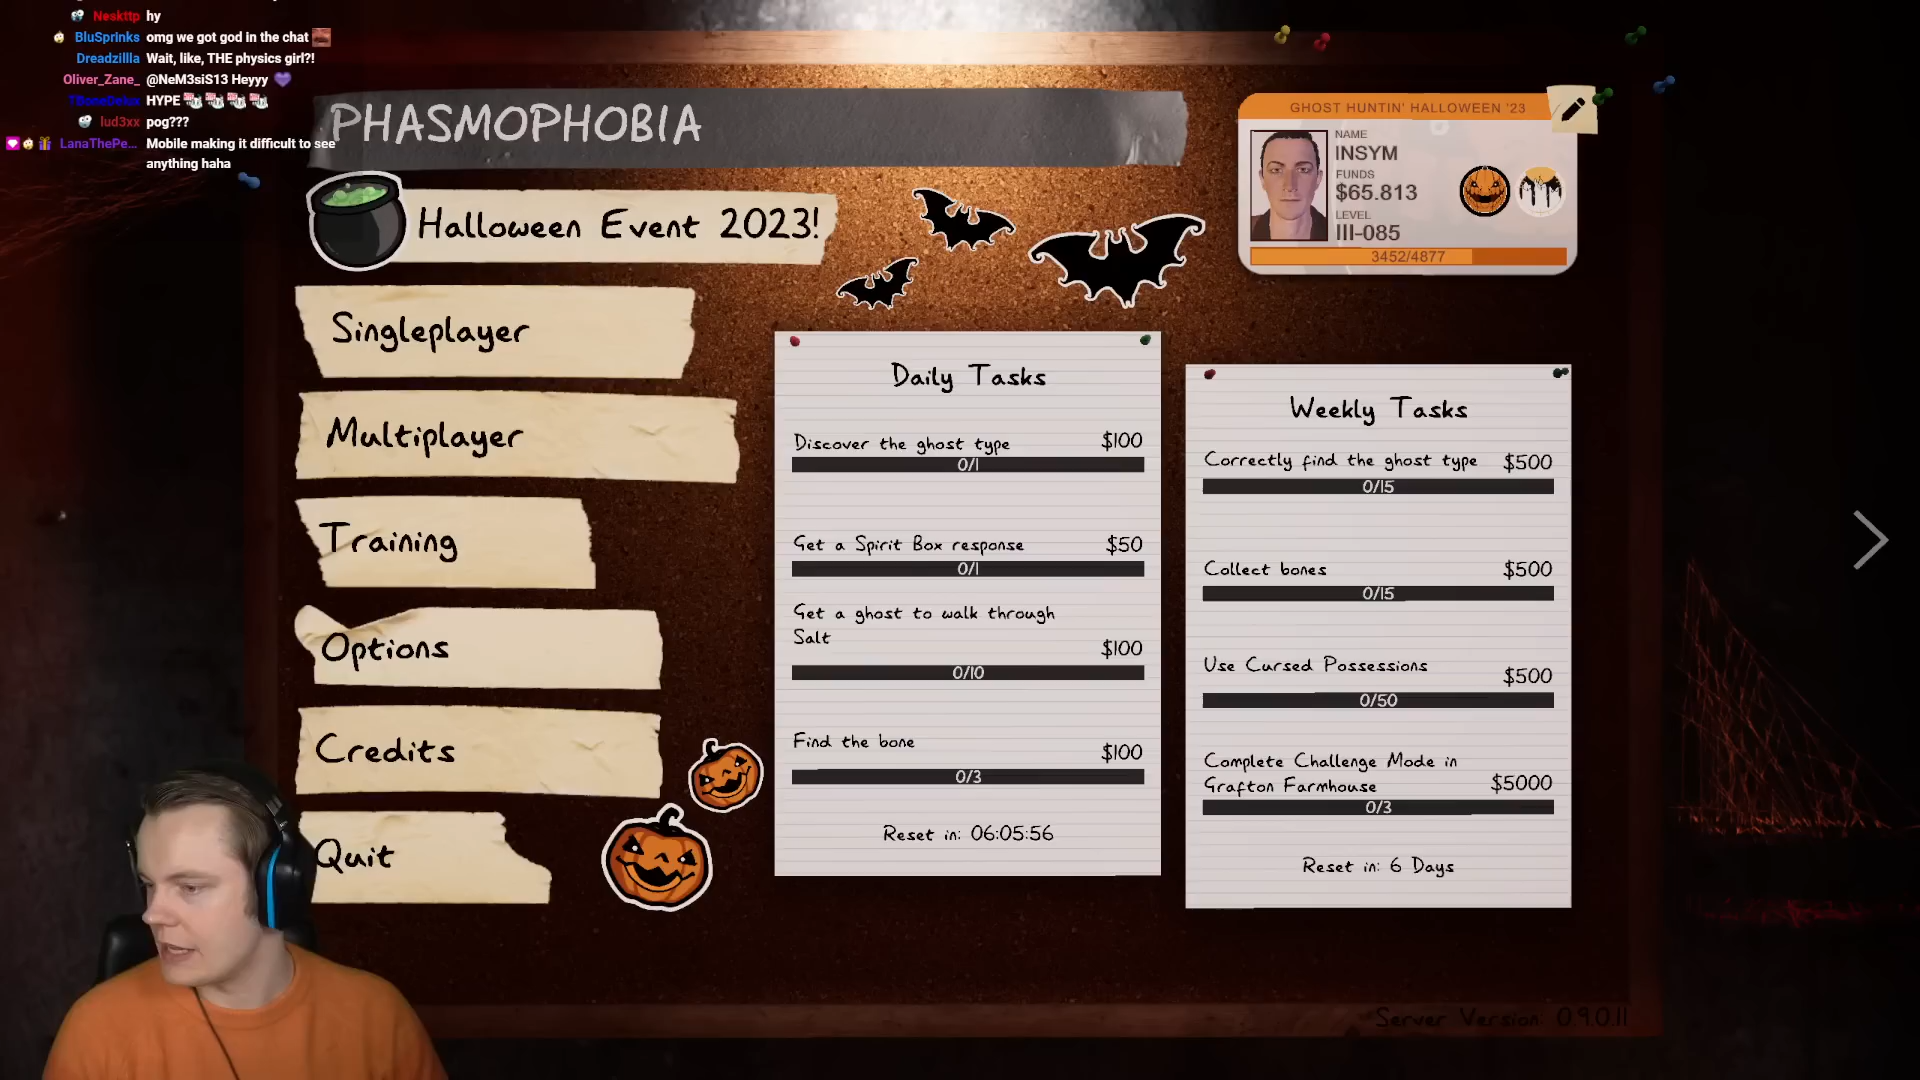 Neskttp hy
BluSpr1nks omg we got god in the chat
Dreadzillla Wait, like, THE physics girl?!
Oliver_Zane_ @NeM3siS13 Heyyy
TBoneDelux HYPE
lud3xx pog???
LanaThePe... Mobile making it difficult to see
anything haha
PHASMOPHOBIA
Halloween Event 2023!
Singleplayer
Multiplayer
Training
Options
Credits
Quit
GHOST HUNTIN' HALLOWEEN '23
NAME
INSYM
FUNDS
$65.813
LEVEL
III-085
3452/4877
Daily Tasks
Discover the ghost type $100
0/1
Get a Spirit Box response $50
0/1
Get a ghost to walk through
Salt
$100
0/10
Find the bone $100
0/3
Reset in: 06:05:56
Weekly Tasks
Correctly find the ghost type $500
0/15
Collect bones $500
0/15
Use Cursed Possessions $500
0/50
Complete Challenge Mode in
Grafton Farmhouse $5000
0/3
Reset in: 6 Days
Server Version: 0.9.0.11